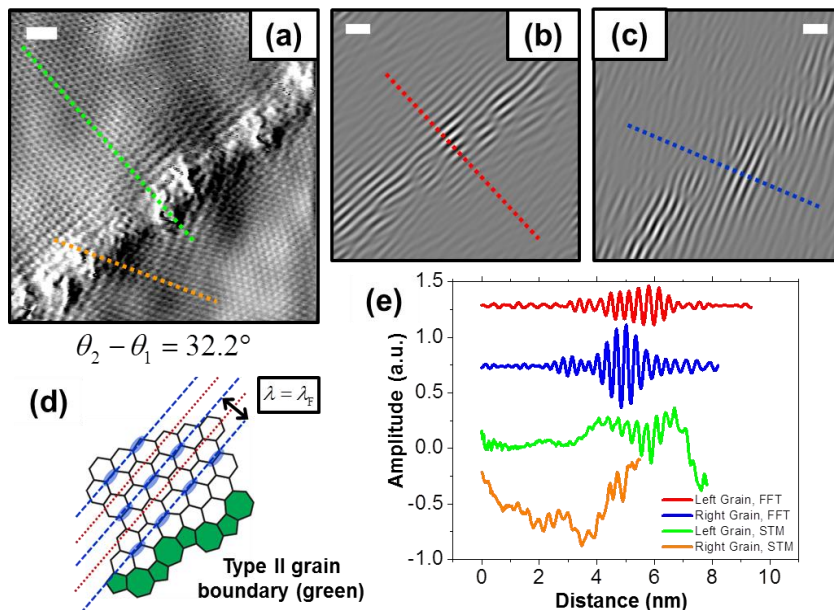 (a)
(b)
(c)
θ₂ − θ₁ = 32.2°
(d)
λ = λ_F
Type II grain
boundary (green)
(e)
1.5
1.0
0.5
0.0
-0.5
-1.0
Amplitude (a.u.)
Left Grain, FFT
Right Grain, FFT
Left Grain, STM
Right Grain, STM
0 2 4 6 8 10
Distance (nm)